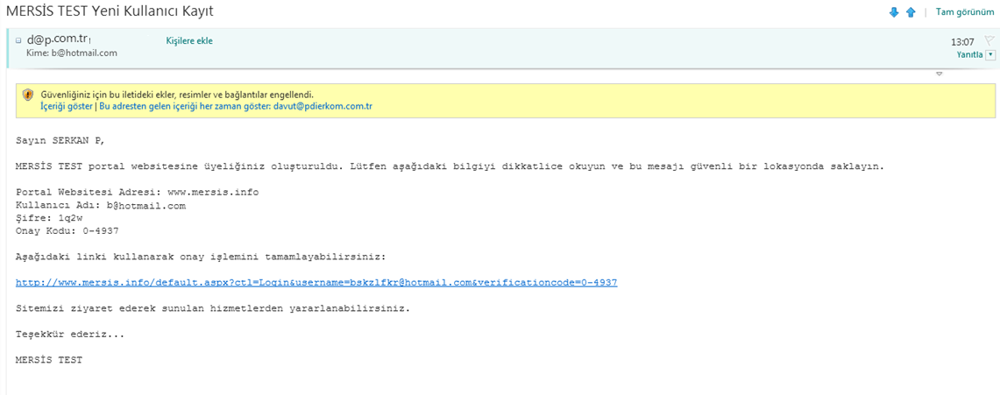 MERSİS TEST Yeni Kullanıcı Kayıt
Tam görünüm
d@p.com.tr
Kişilere ekle
13:07
Kime: b@hotmail.com
Yanıtla
Güvenliğiniz için bu iletideki ekler, resimler ve bağlantılar engellendi.
İçeriği göster | Bu adresten gelen içeriği her zaman göster: davut@pdierkom.com.tr
Sayın SERKAN P,
MERSİS TEST portal websitesine üyeliğiniz oluşturuldu. Lütfen aşağıdaki bilgiyi dikkatlice okuyun ve bu mesajı güvenli bir lokasyonda saklayın.
Portal Websitesi Adresi: www.mersis.info
Kullanıcı Adı: b@hotmail.com
Şifre: 1q2w
Onay Kodu: 0-4937
Aşağıdaki linki kullanarak onay işlemini tamamlayabilirsiniz:
http://www.mersis.info/default.aspx?ctl=Login&username=bskzlfkr@hotmail.com&verificationcode=0-4937
Sitemizi ziyaret ederek sunulan hizmetlerden yararlanabilirsiniz.
Teşekkür ederiz...
MERSİS TEST